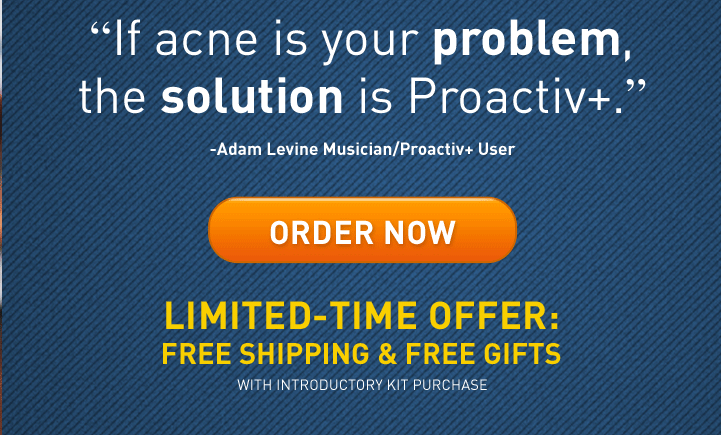 “If acne is your problem,
the solution is Proactiv+.”
-Adam Levine Musician/Proactiv+ User
ORDER NOW
LIMITED-TIME OFFER:
FREE SHIPPING & FREE GIFTS
WITH INTRODUCTORY KIT PURCHASE